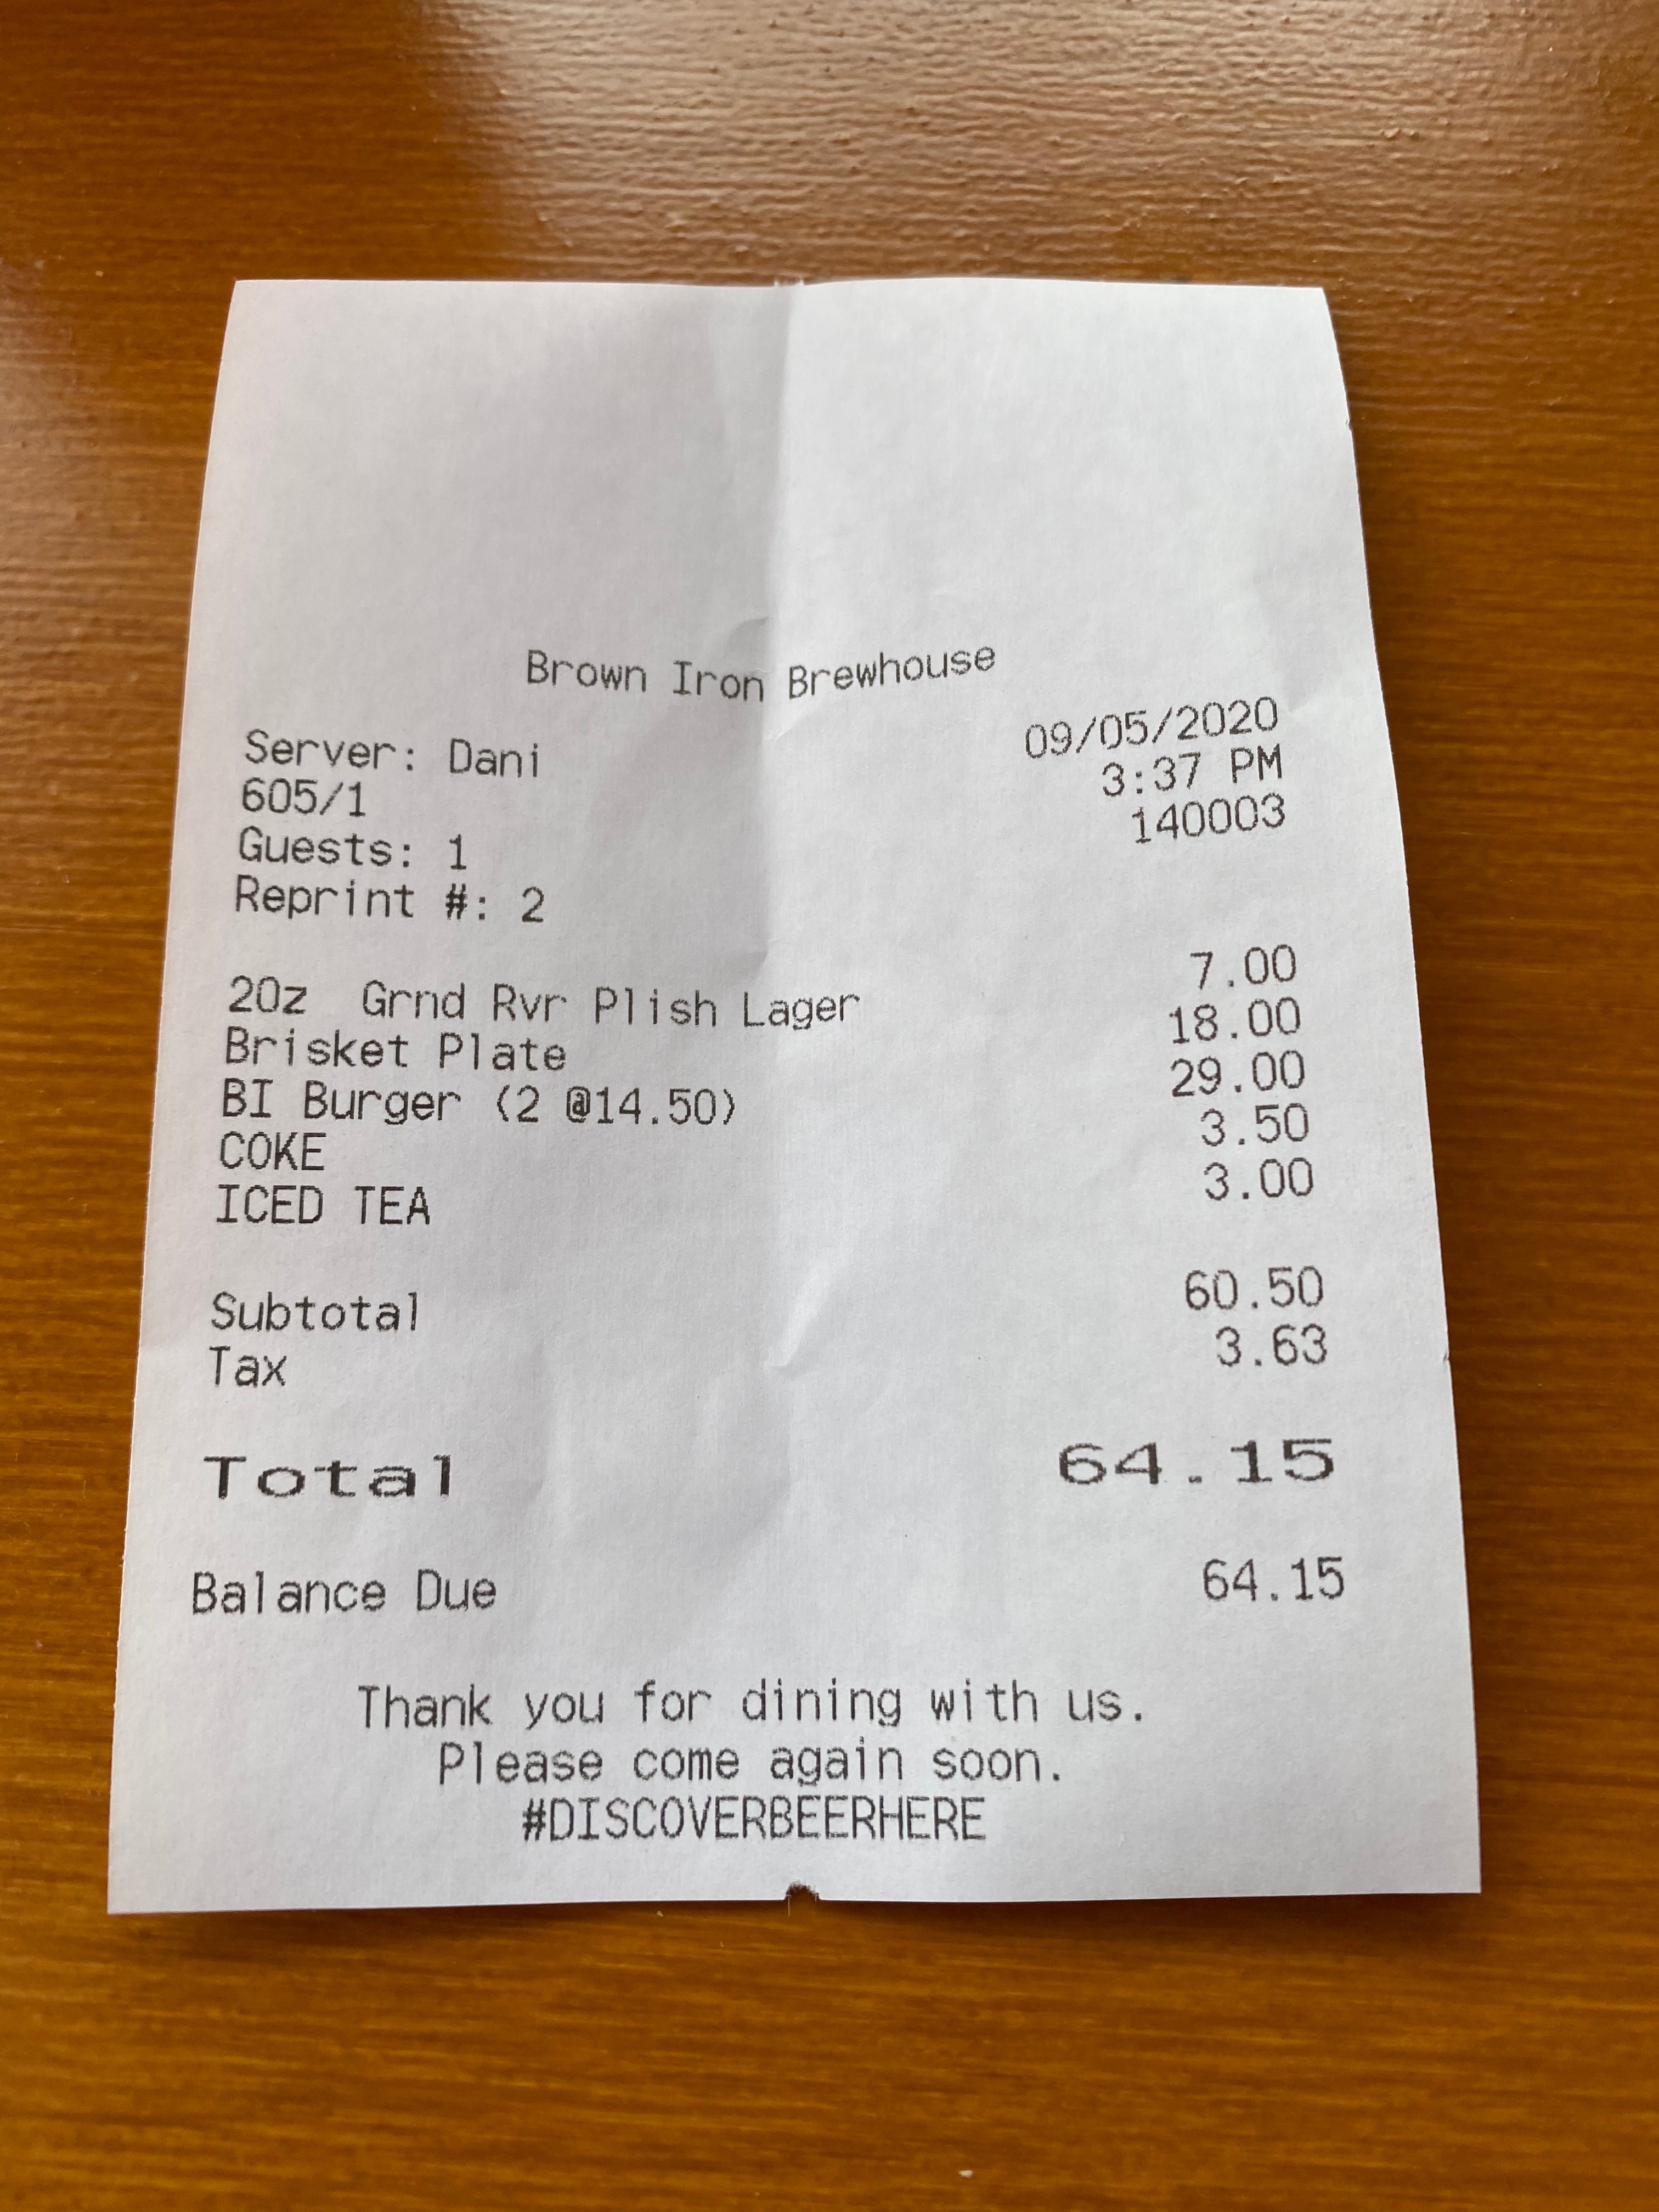 Brown Iron Brewhouse
Server: Dani 09/05/2020
605/1 3:37 PM
Guests: 1 140003
Reprint #: 2
20z Grnd Rvr Plish Lager 7.00
Brisket Plate 18.00
BI Burger (2 @14.50) 29.00
COKE 3.50
ICED TEA 3.00
Subtotal 60.50
Tax 3.63
Total 64.15
Balance Due 64.15
Thank you for dining with us.
Please come again soon.
#DISCOVERBEERHERE